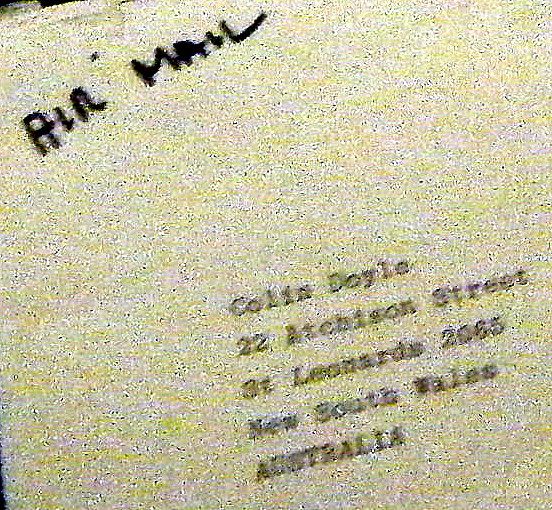 AIR MAIL
Colin Doyle
22 Atchison Street
St Leonards 2065
New South Wales
AUSTRALIA